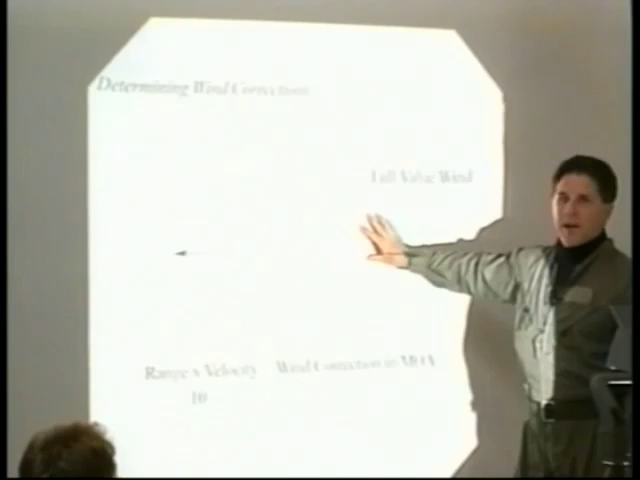 Determining Wind Corrections
Full Value Wind
Range x Velocity Wind Correction in MOA
10